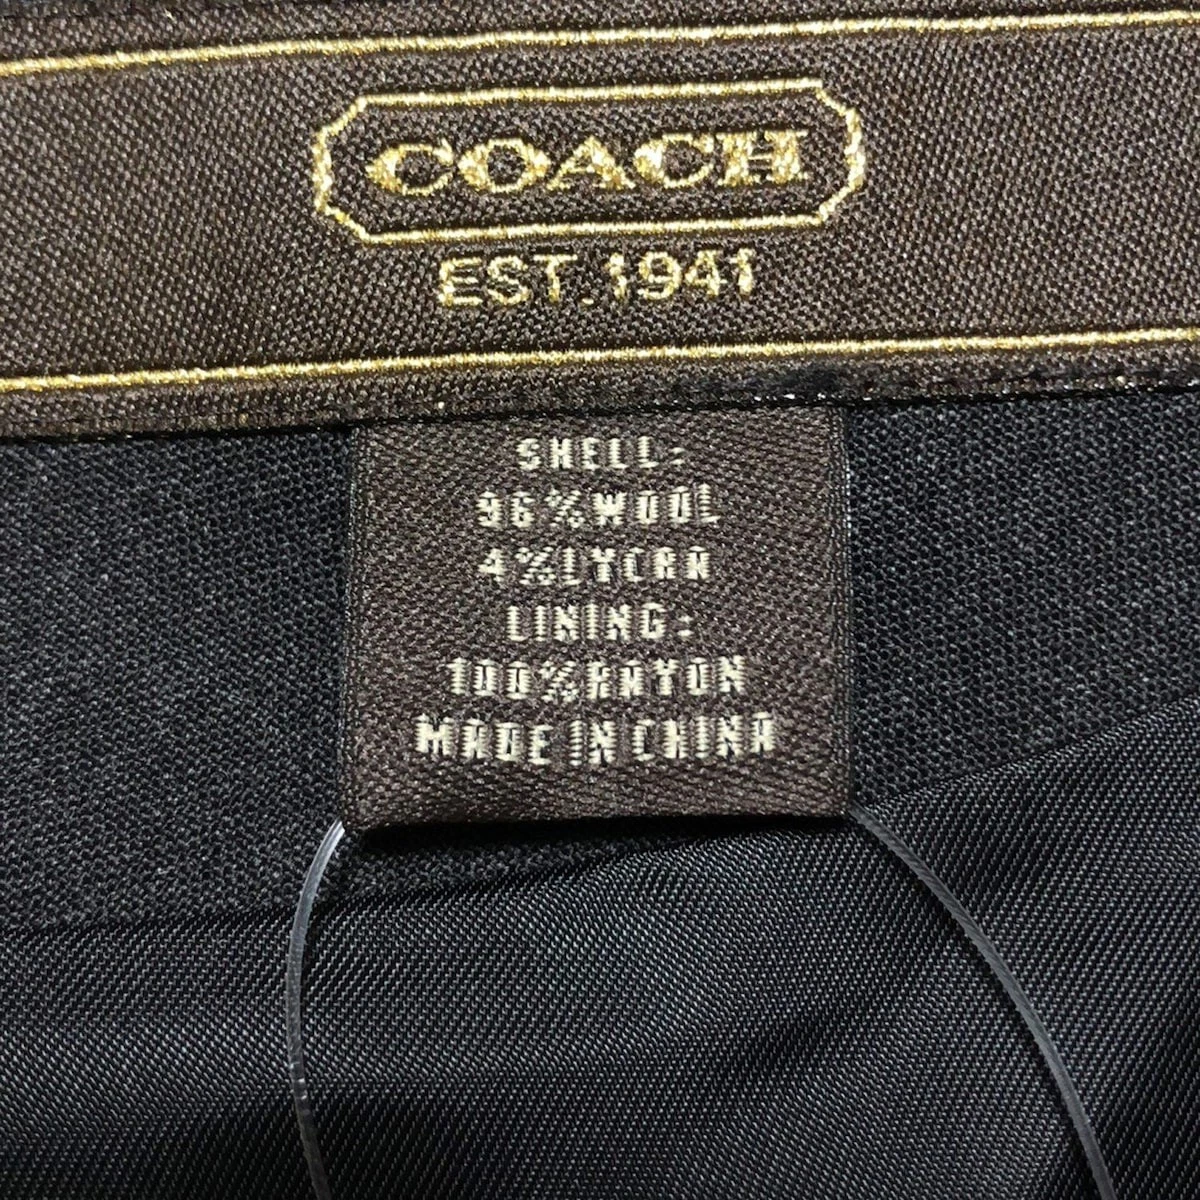 COACH
EST.1941
SHELL:
96%WOOL
4%LYCRA
LINING:
100%RAYON
MADE IN CHINA